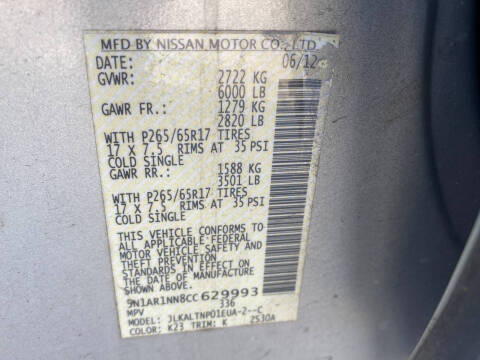 MFD BY NISSAN MOTOR CO., LTD.
DATE: 06/12
GVWR: 2722 KG
6000 LB
GAWR FR.: 1279 KG
2820 LB
WITH P265/65R17 TIRES
17 X 7.5 RIMS AT 35 PSI
COLD SINGLE
GAWR RR.: 1588 KG
3501 LB
WITH P265/65R17 TIRES
17 X 7.5 RIMS AT 35 PSI
COLD SINGLE
THIS VEHICLE CONFORMS TO
ALL APPLICABLE FEDERAL
MOTOR VEHICLE SAFETY AND
THEFT PREVENTION
STANDARDS IN EFFECT ON
THE DATE OF MANUFACTURE
SHOWN ABOVE.
5N1AR1NN8CC629993
MPV 336
MODEL: JLKALTNP01EUA-2--C
COLOR: K23 TRIM: K 2530A